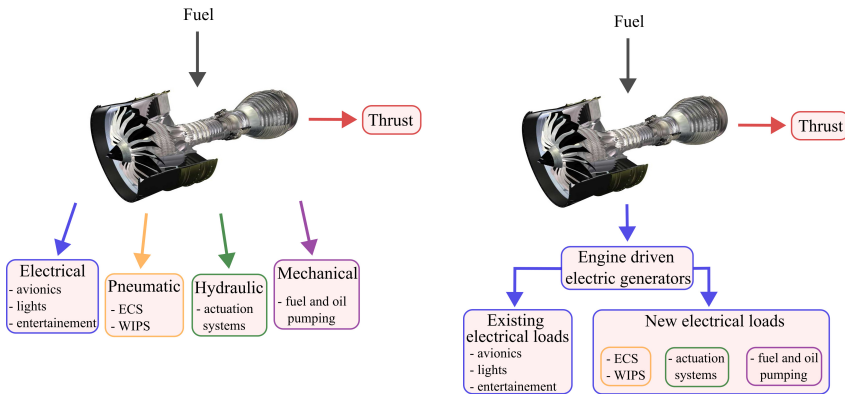 Fuel
Thrust
Electrical
- avionics
- lights
- entertainement
Pneumatic
- ECS
- WIPS
Hydraulic
- actuation
systems
Mechanical
- fuel and oil
pumping
Fuel
Thrust
Engine driven
electric generators
Existing
electrical loads
- avionics
- lights
- entertainement
New electrical loads
- ECS
- WIPS
- actuation
systems
- fuel and oil
pumping